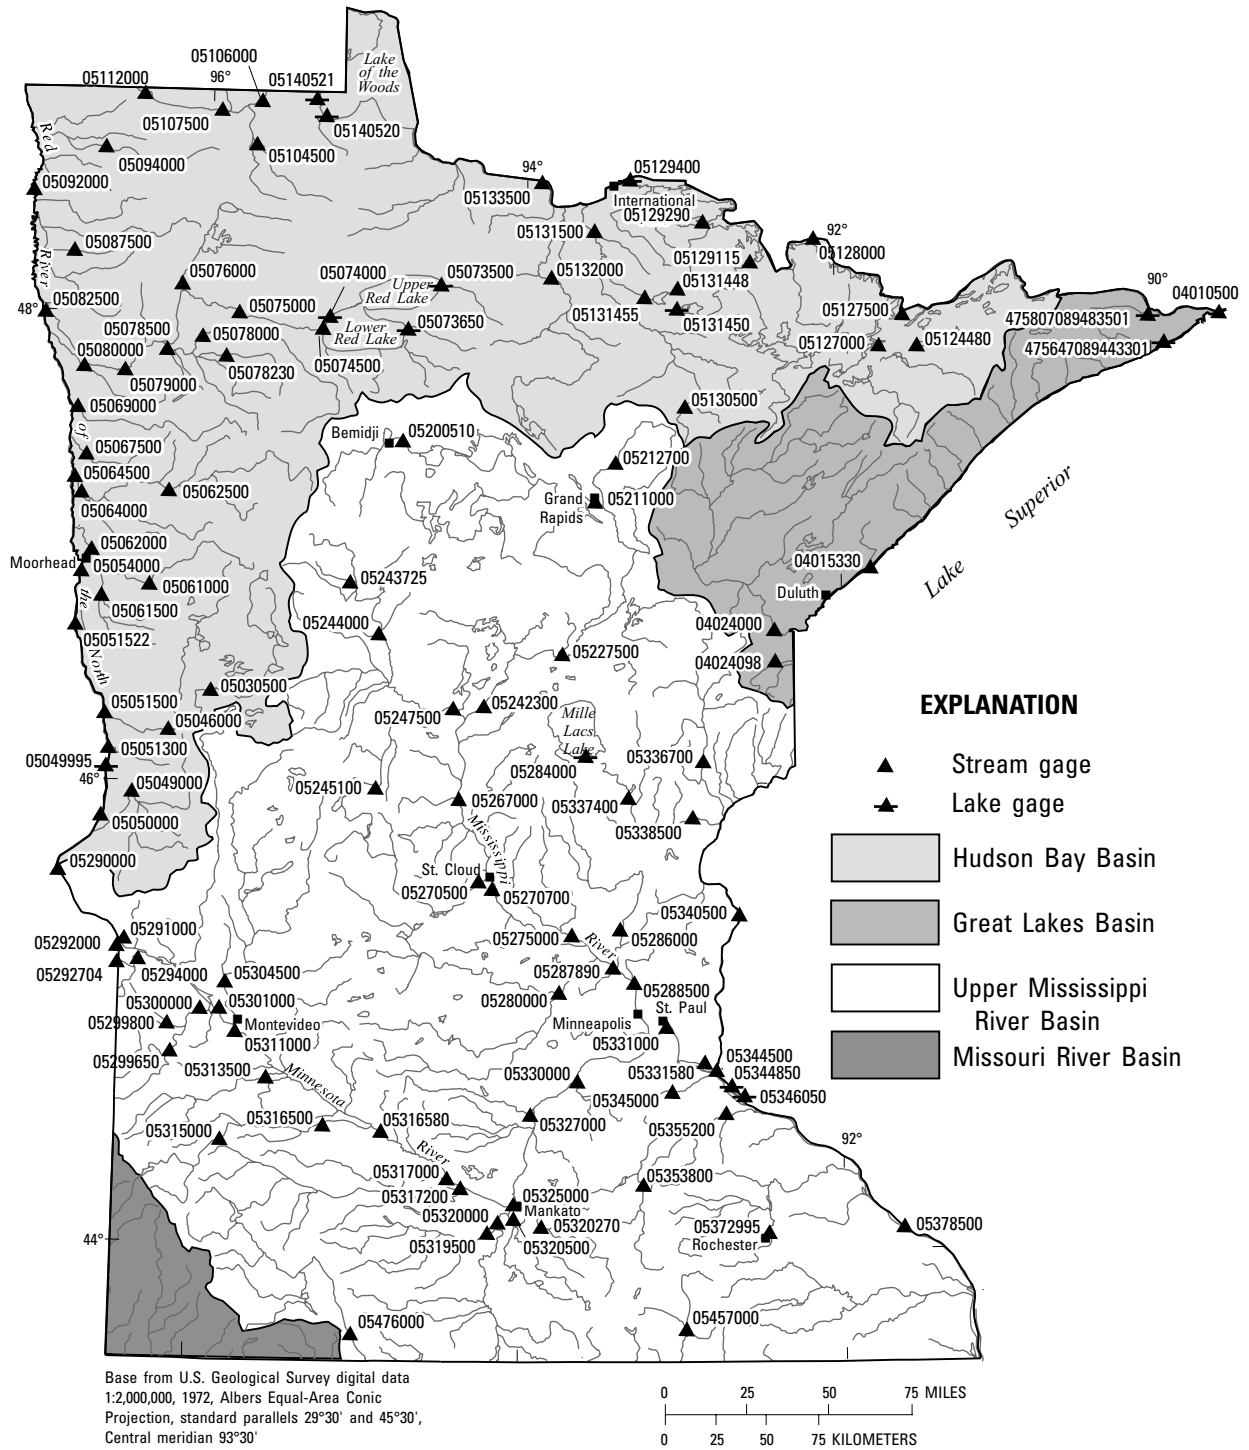 05106000
96°
05112000
05140521
Lake
of the
Woods
05107500
05140520
Red
05094000
05104500
94°
05129400
05092000
05133500
International
05129290
River
05087500
05131500
92°
05128000
05129115
05076000
05074000
05073500
05132000
05131448
Upper
Red Lake
90°
04010500
48°
05082500
05075000
05131455
05127500
475807089483501
05078500
05078000
Lower
Red Lake
05073650
05131450
05127000
05124480
475647089443301
05080000
05079000
05078230
05074500
05069000
05130500
of
Bemidji
05200510
05067500
05212700
05064500
05062500
Grand
Rapids
05211000
05064000
Superior
05062000
Moorhead
05054000
05061000
05243725
04015330
Lake
the
05061500
Duluth
05051522
05244000
04024000
North
05227500
04024098
05030500
EXPLANATION
05051500
05046000
05247500
05242300
Mille
Lacs
Lake
05051300
05049995
46°
05049000
05284000
05336700
Stream gage
05245100
05267000
05337400
Lake gage
05050000
Mississippi
05338500
05290000
St. Cloud
Hudson Bay Basin
05270500
05270700
05340500
Great Lakes Basin
05291000
05292000
05275000
River
05286000
05292704
05294000
05304500
05287890
05288500
Upper Mississippi
River Basin
05300000
05301000
05280000
St. Paul
05299800
Montevideo
Minneapolis
05311000
05331000
Missouri River Basin
05299650
05313500
Minnesota
05330000
05331580
05344500
05344850
05345000
05346050
05315000
05316500
05316580
05327000
05355200
92°
River
05317000
05353800
05317200
05325000
Mankato
05320000
05320270
05372995
05378500
44°
05319500
05320500
Rochester
05476000
05457000
Base from U.S. Geological Survey digital data
1:2,000,000, 1972, Albers Equal-Area Conic
Projection, standard parallels 29°30' and 45°30',
Central meridian 93°30'
0 25 50 75 MILES
0 25 50 75 KILOMETERS